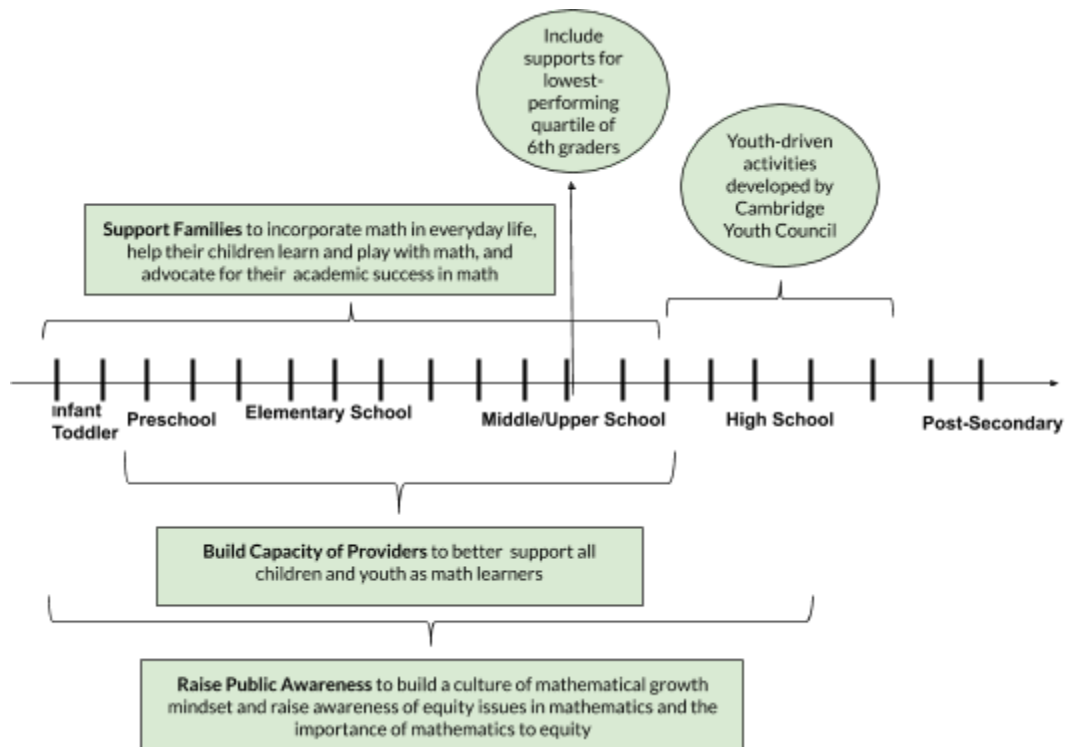 Include
supports for
lowest-
performing
quartile of
6th graders
Youth-driven
activities
developed by
Cambridge
Youth Council
Support Families to incorporate math in everyday life,
help their children learn and play with math, and
advocate for their academic success in math
Infant
Toddler
Preschool
Elementary School
Middle/Upper School
High School
Post-Secondary
Build Capacity of Providers to better support all
children and youth as math learners
Raise Public Awareness to build a culture of mathematical growth
mindset and raise awareness of equity issues in mathematics and the
importance of mathematics to equity